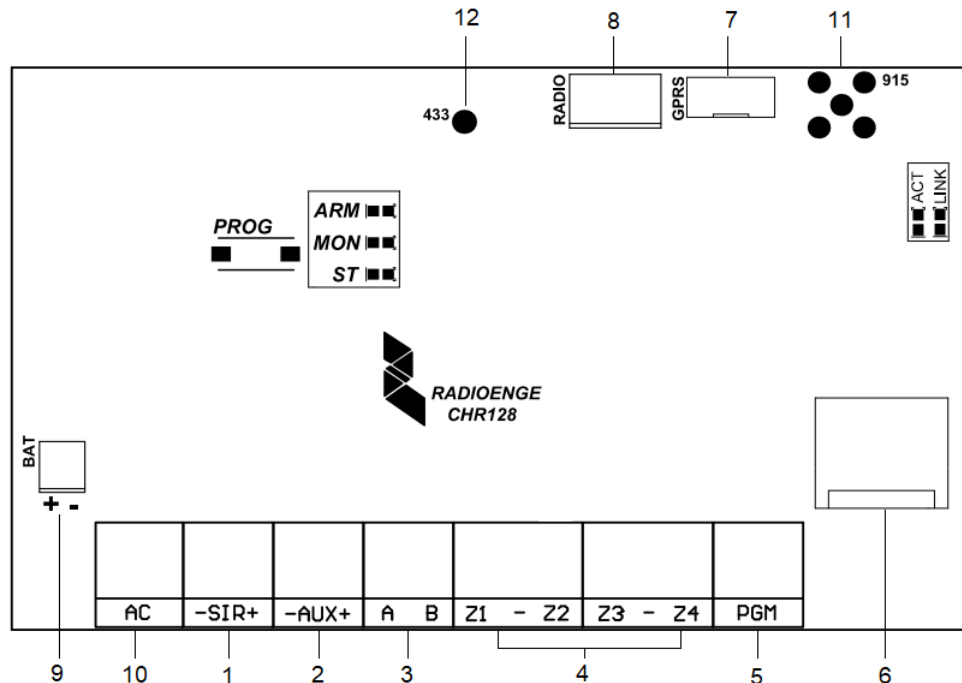 12 8 7 11
433
RADIO
GPRS
915
ACT
LINK
PROG
ARM
MON
ST
RADIOENGE
CHR128
BAT
+ -
AC -SIR+ -AUX+ A B Z1 - Z2 Z3 - Z4 PGM
9 10 1 2 3 4 5 6